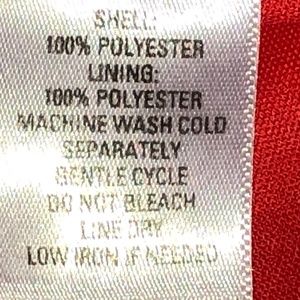 SHELL:
100% POLYESTER
LINING:
100% POLYESTER
MACHINE WASH COLD
SEPARATELY
GENTLE CYCLE
DO NOT BLEACH
LINE DRY
LOW IRON IF NEEDED